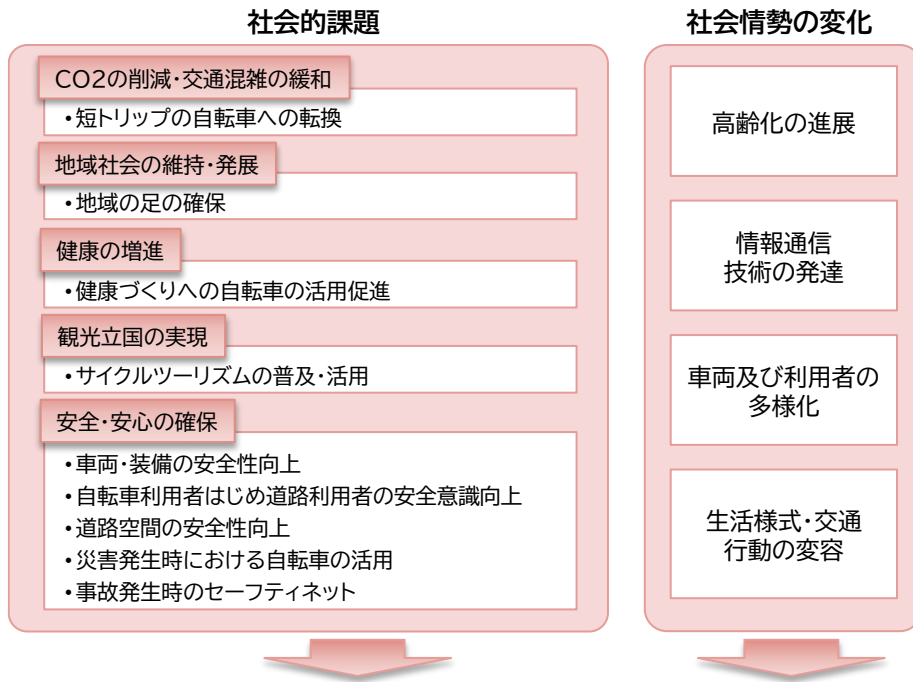 社会的課題
CO2の削減・交通混雑の緩和
・短トリップの自転車への転換
地域社会の維持・発展
・地域の足の確保
健康の増進
・健康づくりへの自転車の活用促進
観光立国の実現
・サイクルツーリズムの普及・活用
安全・安心の確保
・車両・装備の安全性向上
・自転車利用者はじめ道路利用者の安全意識向上
・道路空間の安全性向上
・災害発生時における自転車の活用
・事故発生時のセーフティネット
社会情勢の変化
高齢化の進展
情報通信
技術の発達
車両及び利用者の
多様化
生活様式・交通
行動の変容